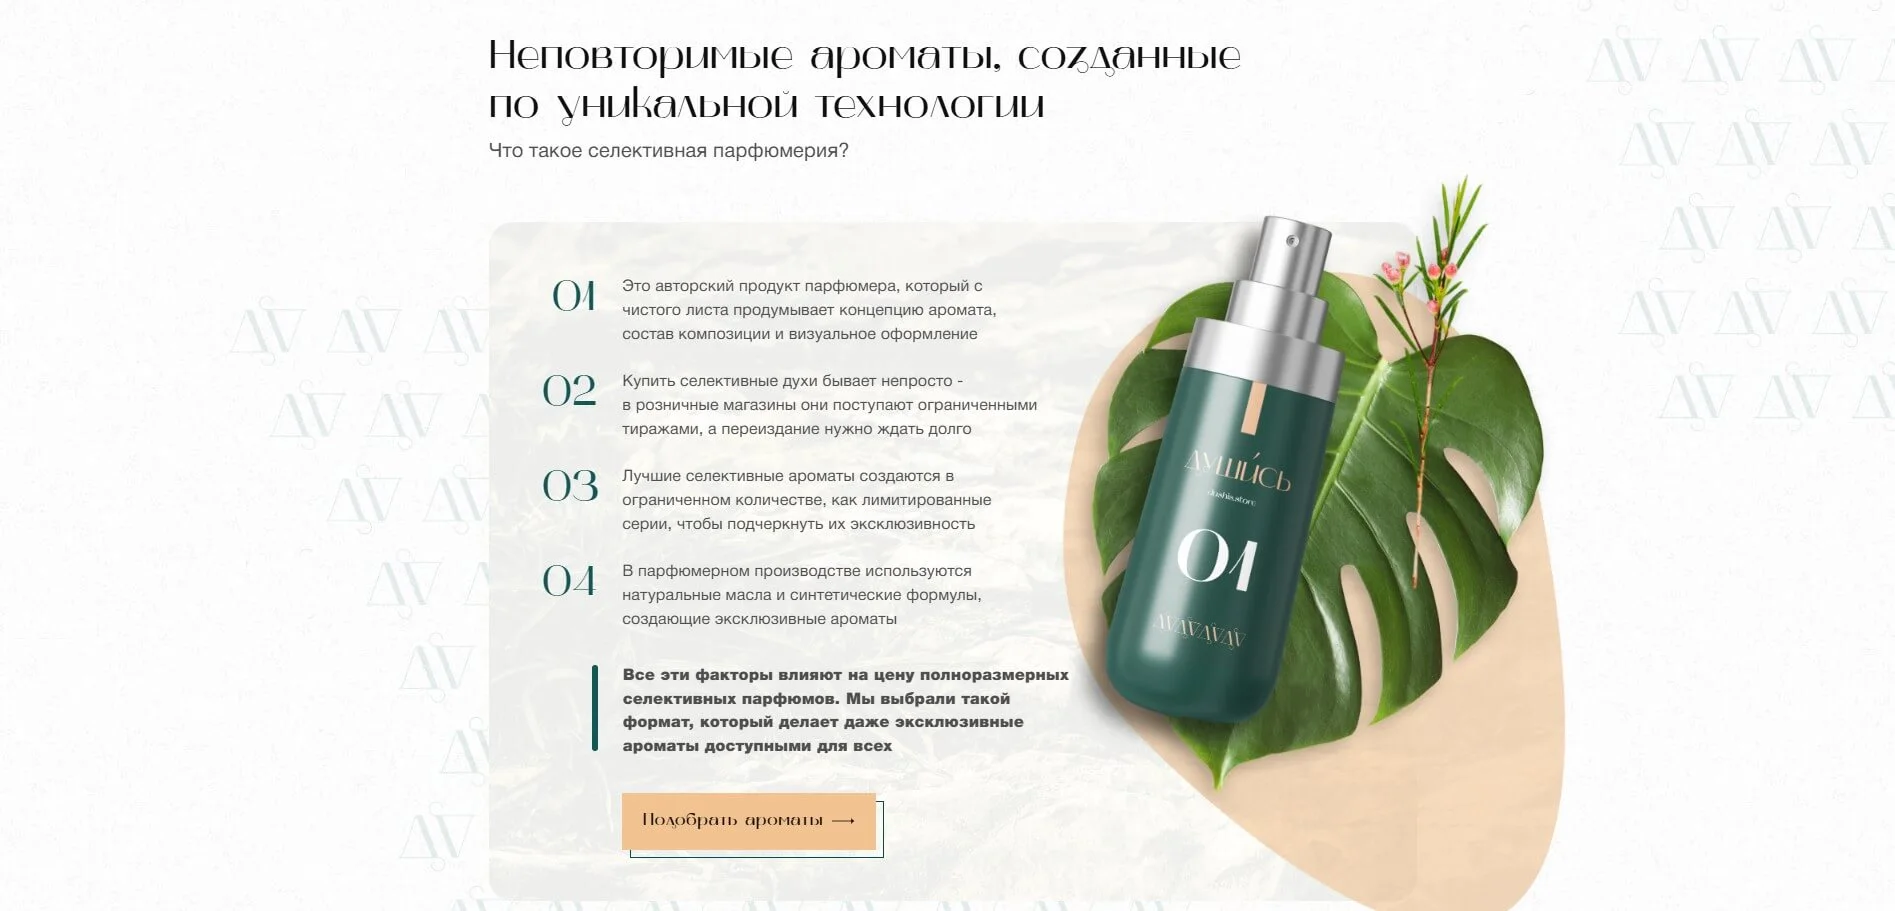 Неповторимые ароматы, созданные
по уникальной технологии
Что такое селективная парфюмерия?
01
Это авторский продукт парфюмера, который с
чистого листа продумывает концепцию аромата,
состав композиции и визуальное оформление
02
Купить селективные духи бывает непросто -
в розничные магазины они поступают ограниченными
тиражами, а переиздание нужно ждать долго
03
Лучшие селективные ароматы создаются в
ограниченном количестве, как лимитированные
серии, чтобы подчеркнуть их эксклюзивность
04
В парфюмерном производстве используются
натуральные масла и синтетические формулы,
создающие эксклюзивные ароматы
Все эти факторы влияют на цену полноразмерных
селективных парфюмов. Мы выбрали такой
формат, который делает даже эксклюзивные
ароматы доступными для всех
Подобрать ароматы →
ДУШИ́СЬ
dushis.store
01